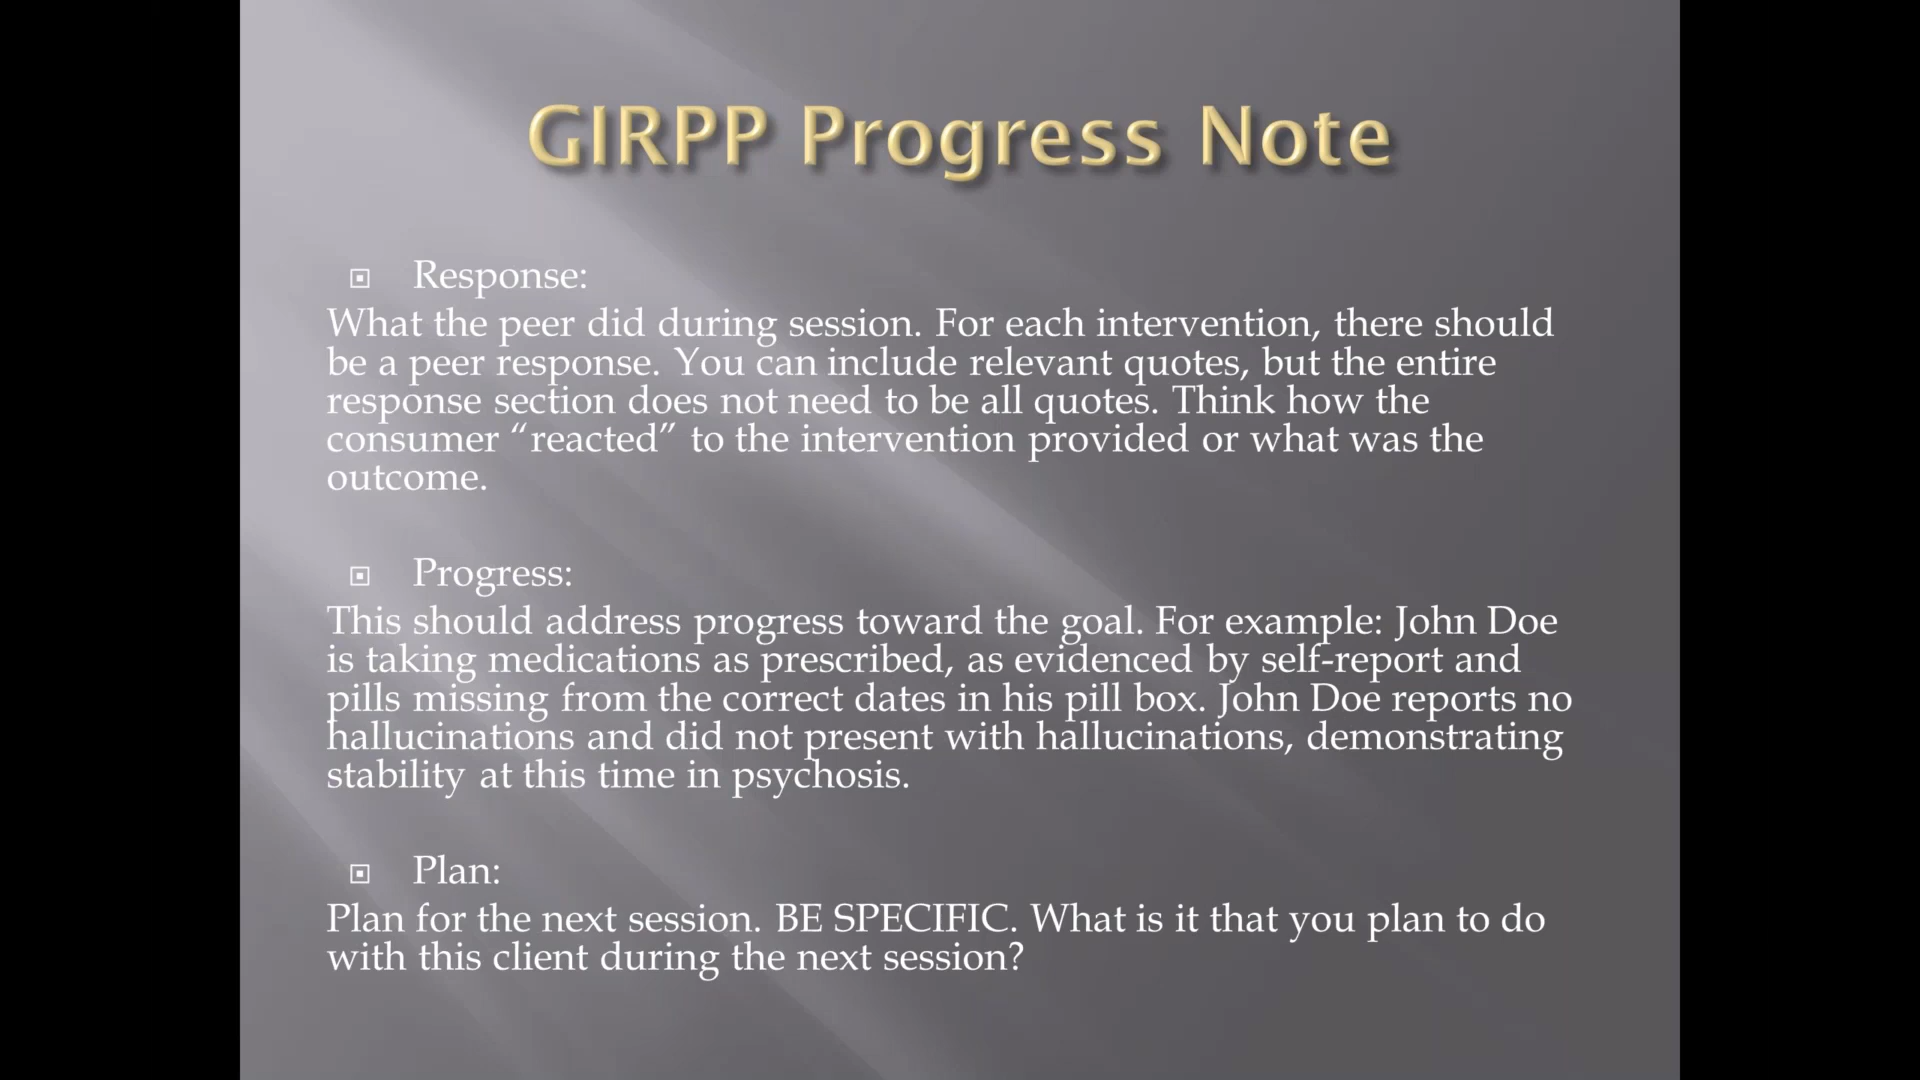 GIRPP Progress Note
Response:
What the peer did during session. For each intervention, there should
be a peer response. You can include relevant quotes, but the entire
response section does not need to be all quotes. Think how the
consumer “reacted” to the intervention provided or what was the
outcome.
Progress:
This should address progress toward the goal. For example: John Doe
is taking medications as prescribed, as evidenced by self-report and
pills missing from the correct dates in his pill box. John Doe reports no
hallucinations and did not present with hallucinations, demonstrating
stability at this time in psychosis.
Plan:
Plan for the next session. BE SPECIFIC. What is it that you plan to do
with this client during the next session?